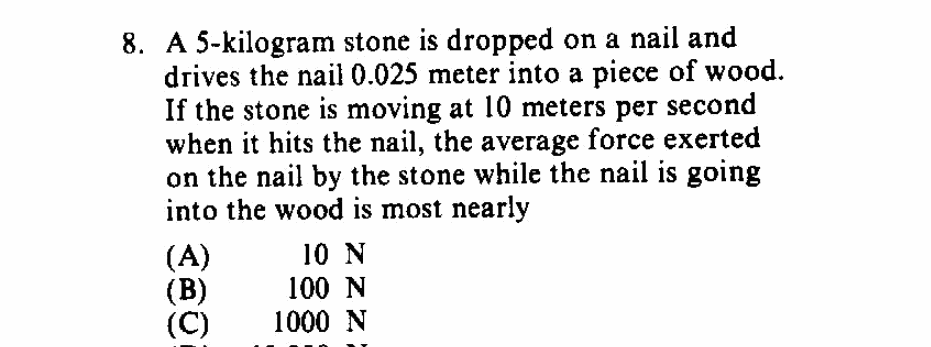 8. A 5-kilogram stone is dropped on a nail and
drives the nail 0.025 meter into a piece of wood.
If the stone is moving at 10 meters per second
when it hits the nail, the average force exerted
on the nail by the stone while the nail is going
into the wood is most nearly
(A) 10 N
(B) 100 N
(C) 1000 N